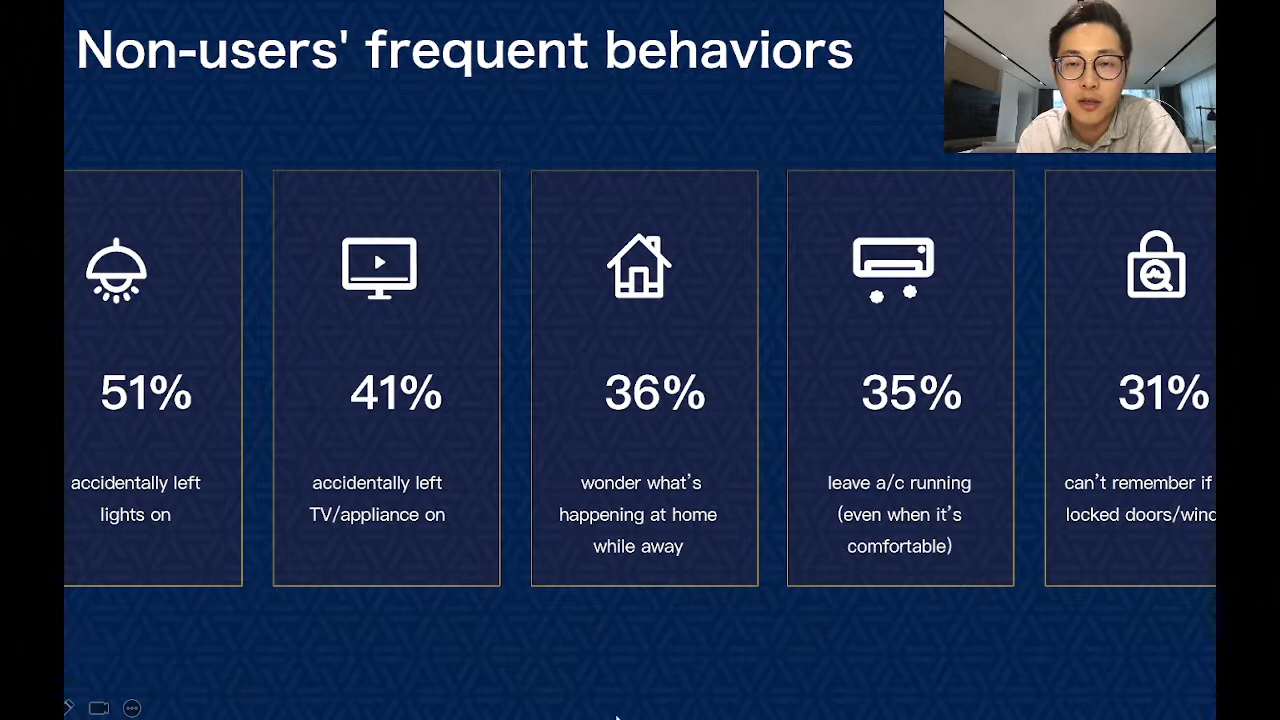 Non-users' frequent behaviors
51%
accidentally left
lights on
41%
accidentally left
TV/appliance on
36%
wonder what's
happening at home
while away
35%
leave a/c running
(even when it's
comfortable)
31%
can't remember if
locked doors/wind